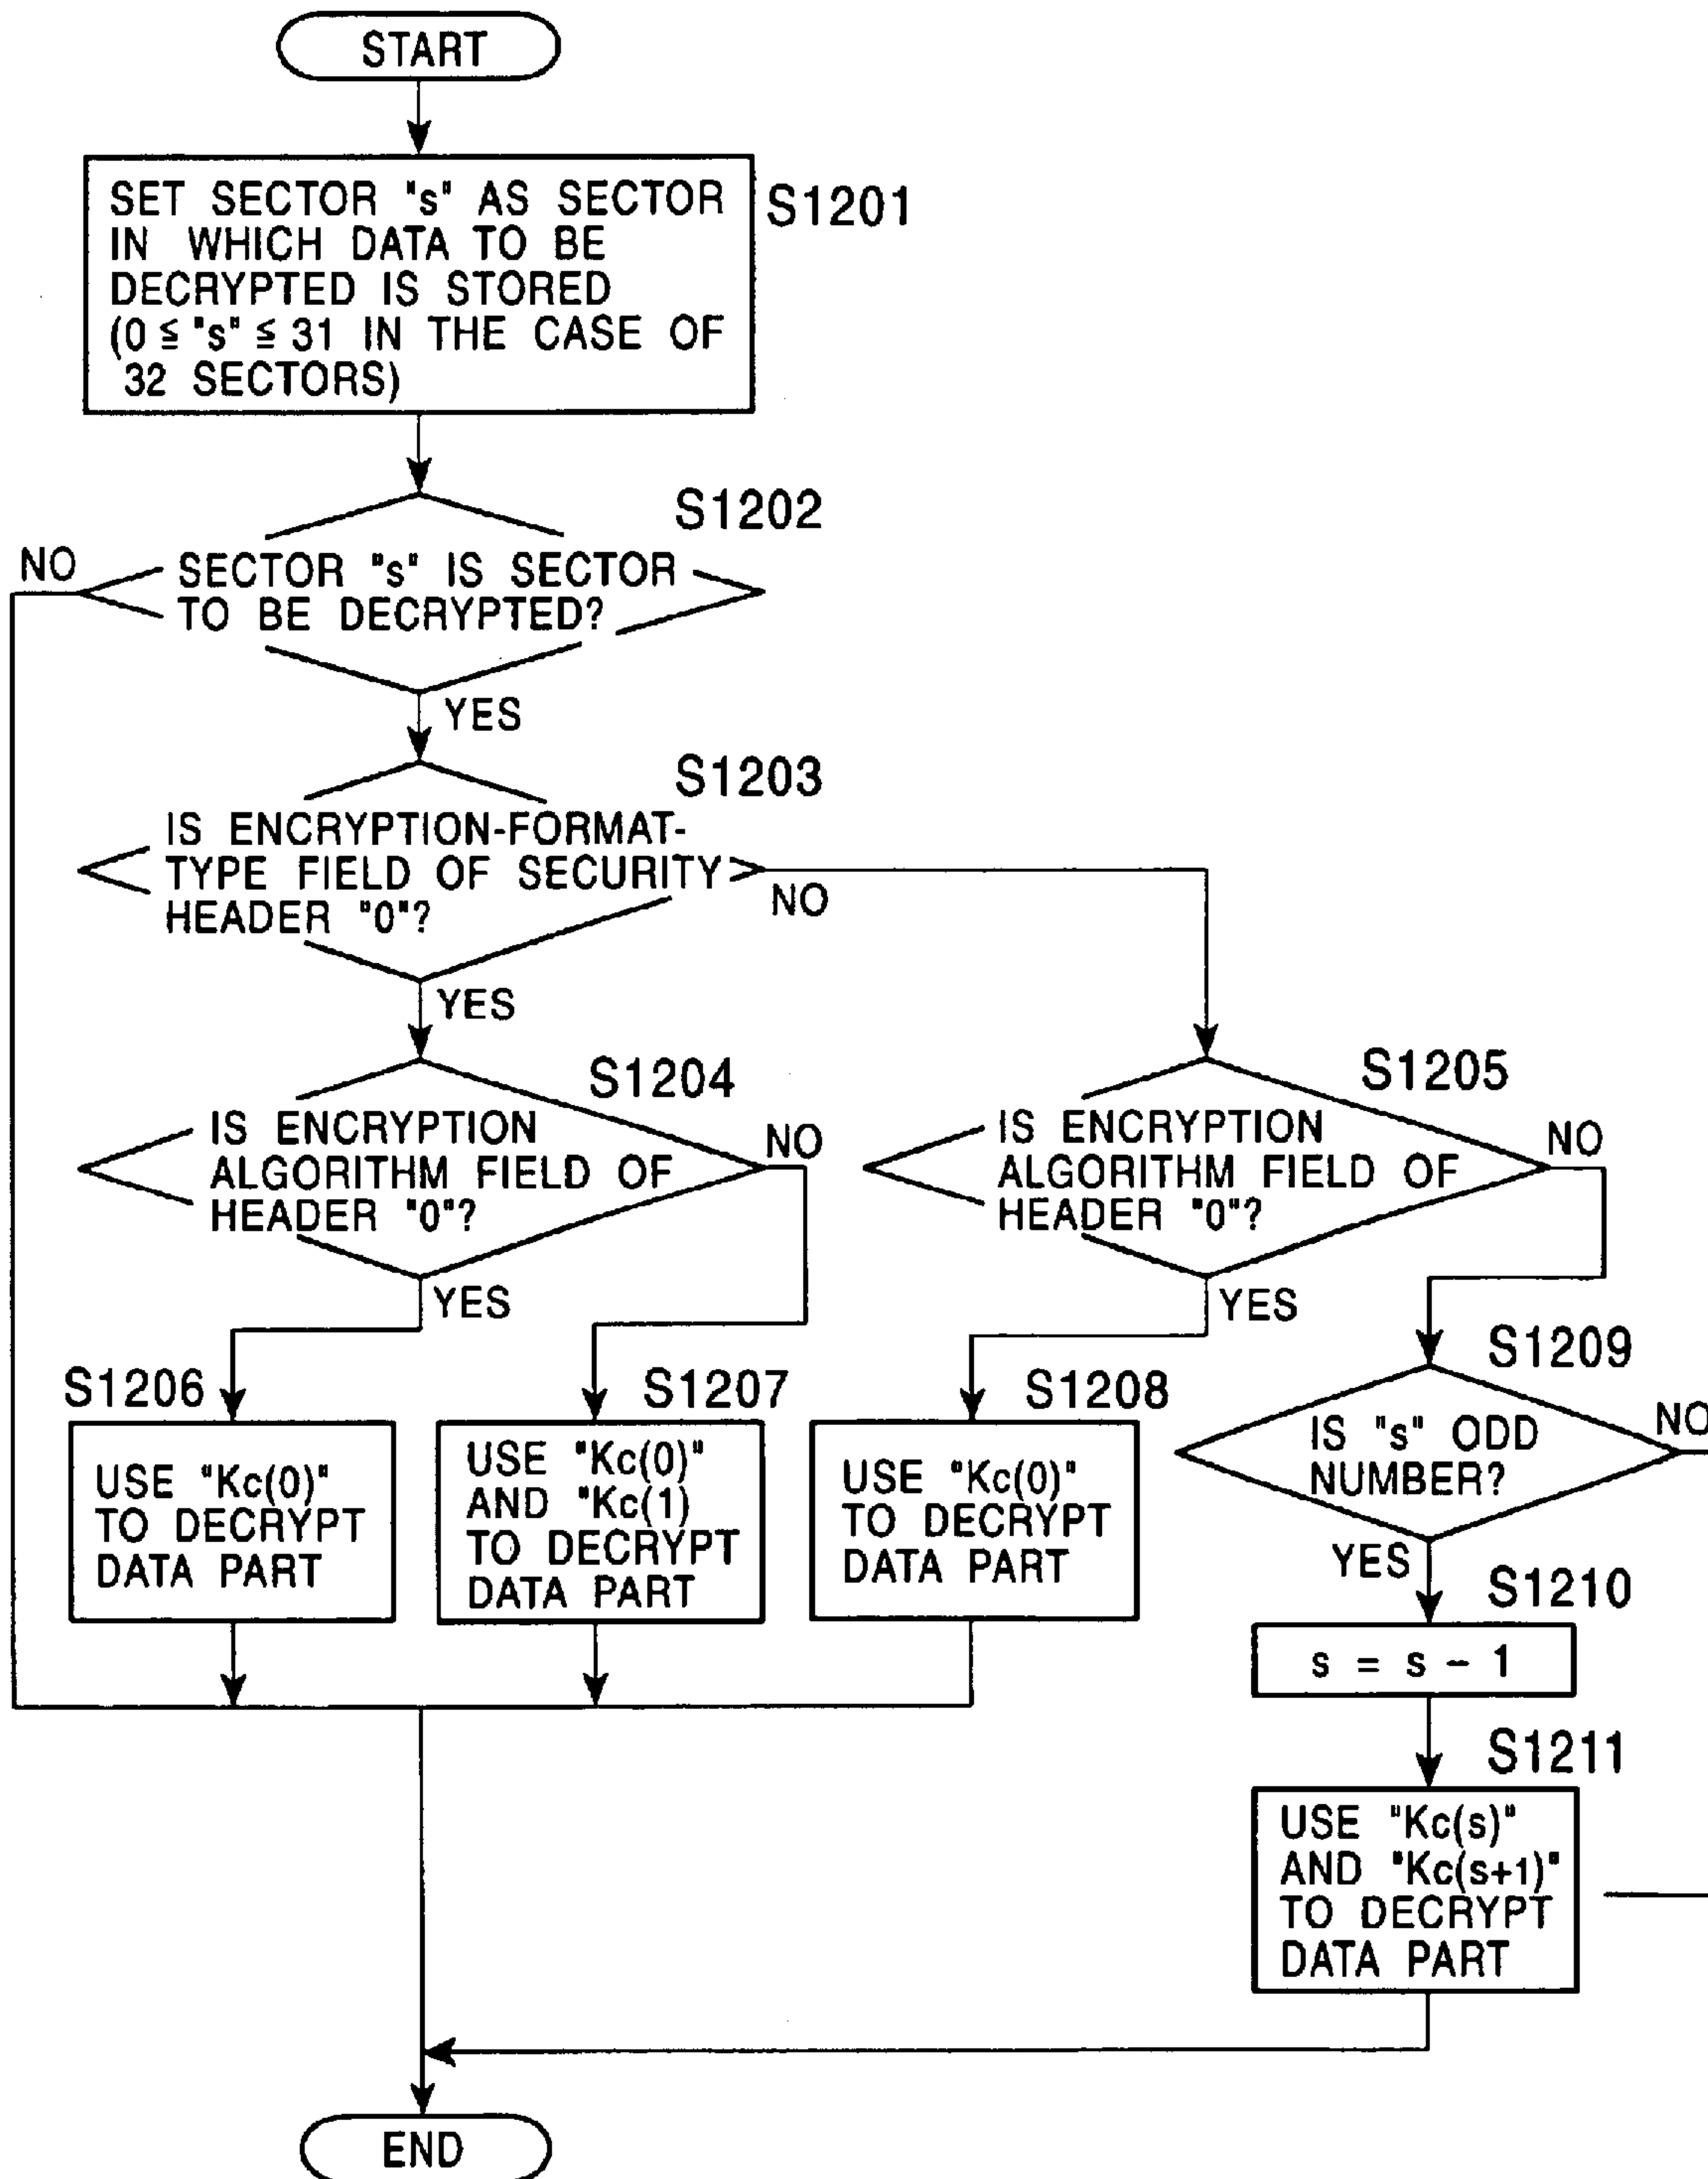 START
SET SECTOR "s" AS SECTOR
IN WHICH DATA TO BE
DECRYPTED IS STORED
(0 ≦ "s" ≦ 31 IN THE CASE OF
32 SECTORS)
S1201
S1202
NO
SECTOR "s" IS SECTOR
TO BE DECRYPTED?
YES
S1203
IS ENCRYPTION-FORMAT-
TYPE FIELD OF SECURITY
HEADER "0"?
NO
YES
S1204
IS ENCRYPTION
ALGORITHM FIELD OF
HEADER "0"?
NO
YES
S1205
IS ENCRYPTION
ALGORITHM FIELD OF
HEADER "0"?
NO
YES
S1206
USE "Kc(0)"
TO DECRYPT
DATA PART
S1207
USE "Kc(0)"
AND "Kc(1)
TO DECRYPT
DATA PART
S1208
USE "Kc(0)"
TO DECRYPT
DATA PART
S1209
IS "s" ODD
NUMBER?
NO
YES
S1210
s = s - 1
S1211
USE "Kc(s)"
AND "Kc(s+1)"
TO DECRYPT
DATA PART
END